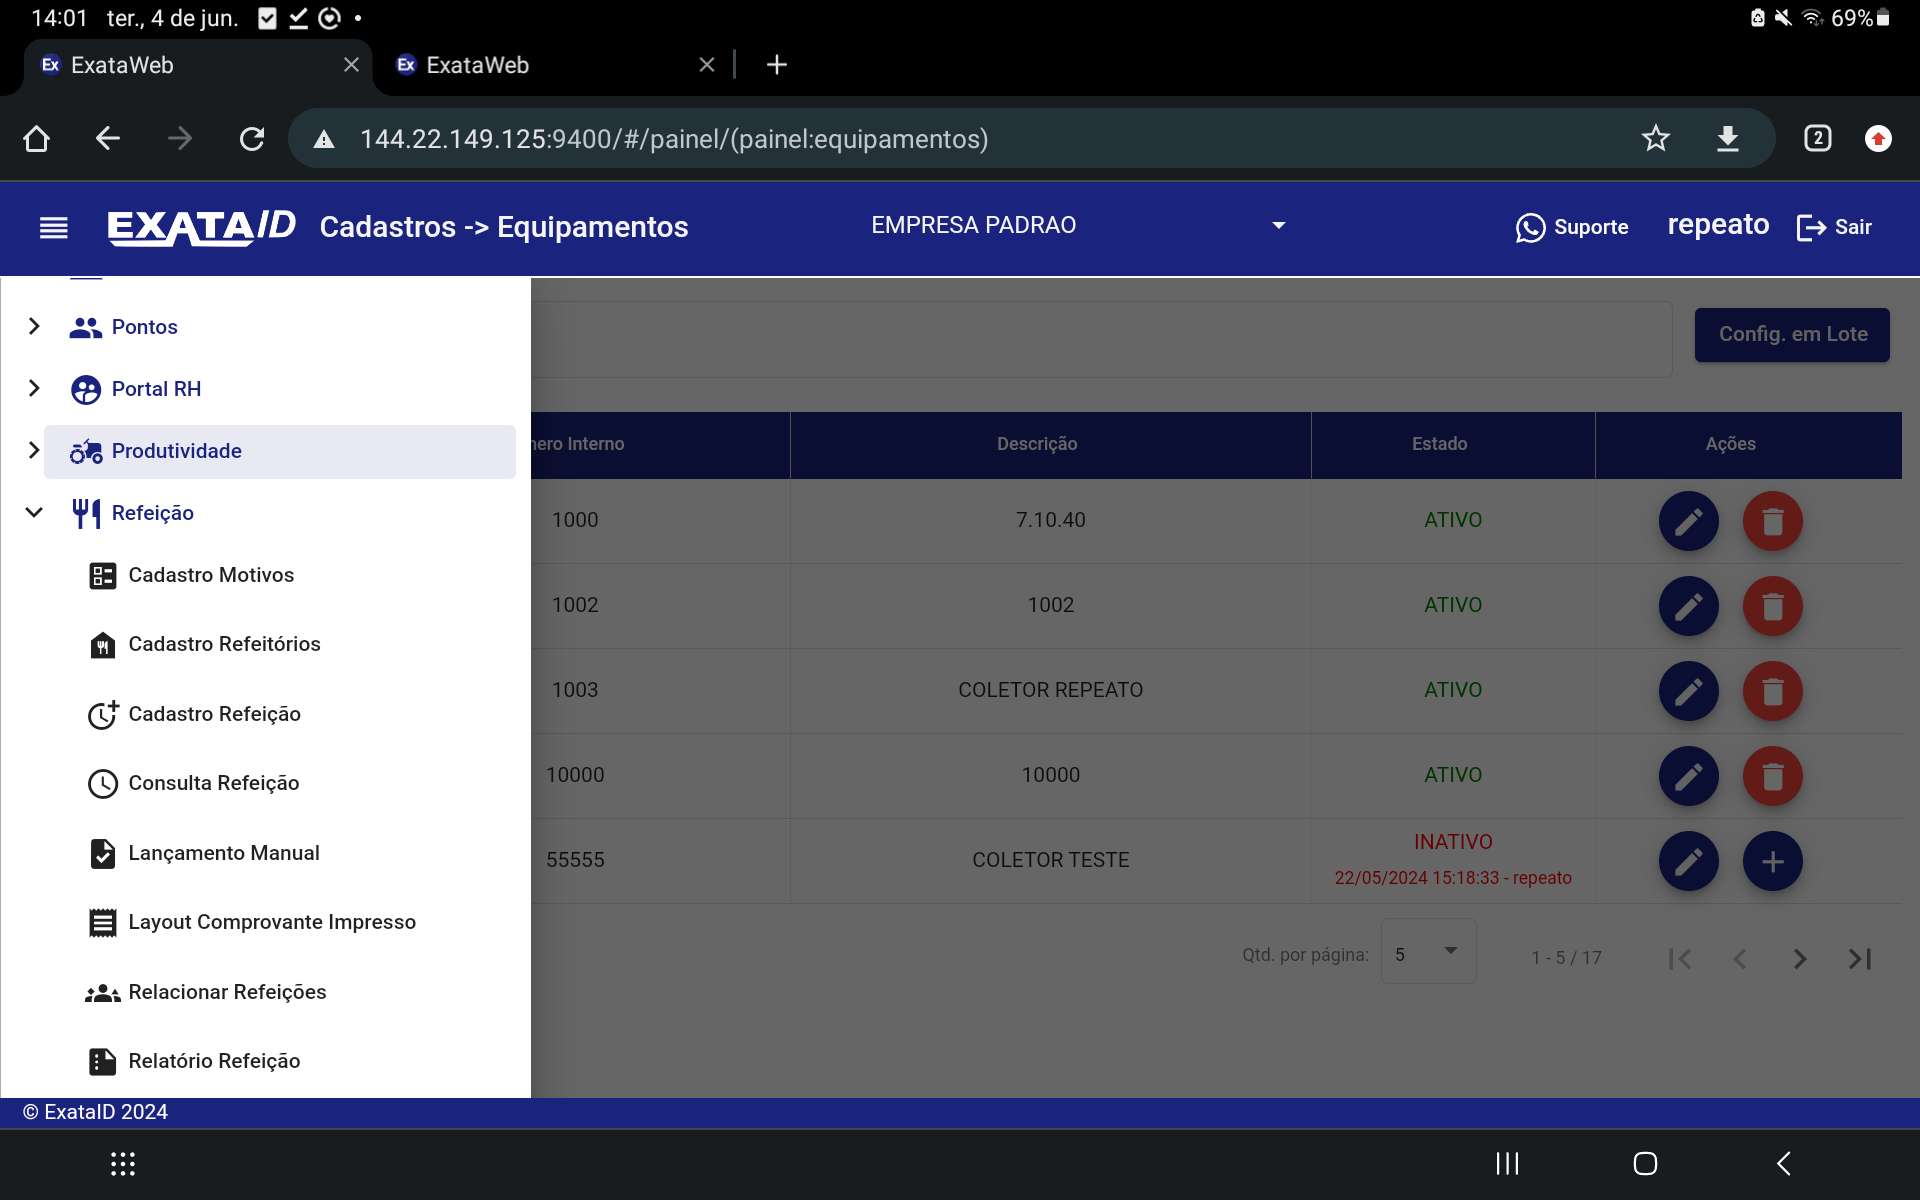 14:01 ter., 4 de jun.
69%
Ex ExataWeb
Ex ExataWeb
144.22.149.125:9400/#/painel/(painel:equipamentos)
2
EXATAID Cadastros -> Equipamentos
EMPRESA PADRAO
Suporte
repeato
Sair
Pontos
Portal RH
Produtividade
Refeição
Cadastro Motivos
Cadastro Refeitórios
Cadastro Refeição
Consulta Refeição
Lançamento Manual
Layout Comprovante Impresso
Relacionar Refeições
Relatório Refeição
Config. em Lote
nero Interno Descrição Estado Ações
1000 7.10.40 ATIVO
1002 1002 ATIVO
1003 COLETOR REPEATO ATIVO
10000 10000 ATIVO
55555 COLETOR TESTE INATIVO
22/05/2024 15:18:33 - repeato
Qtd. por página: 5 1 - 5 / 17
© ExataID 2024